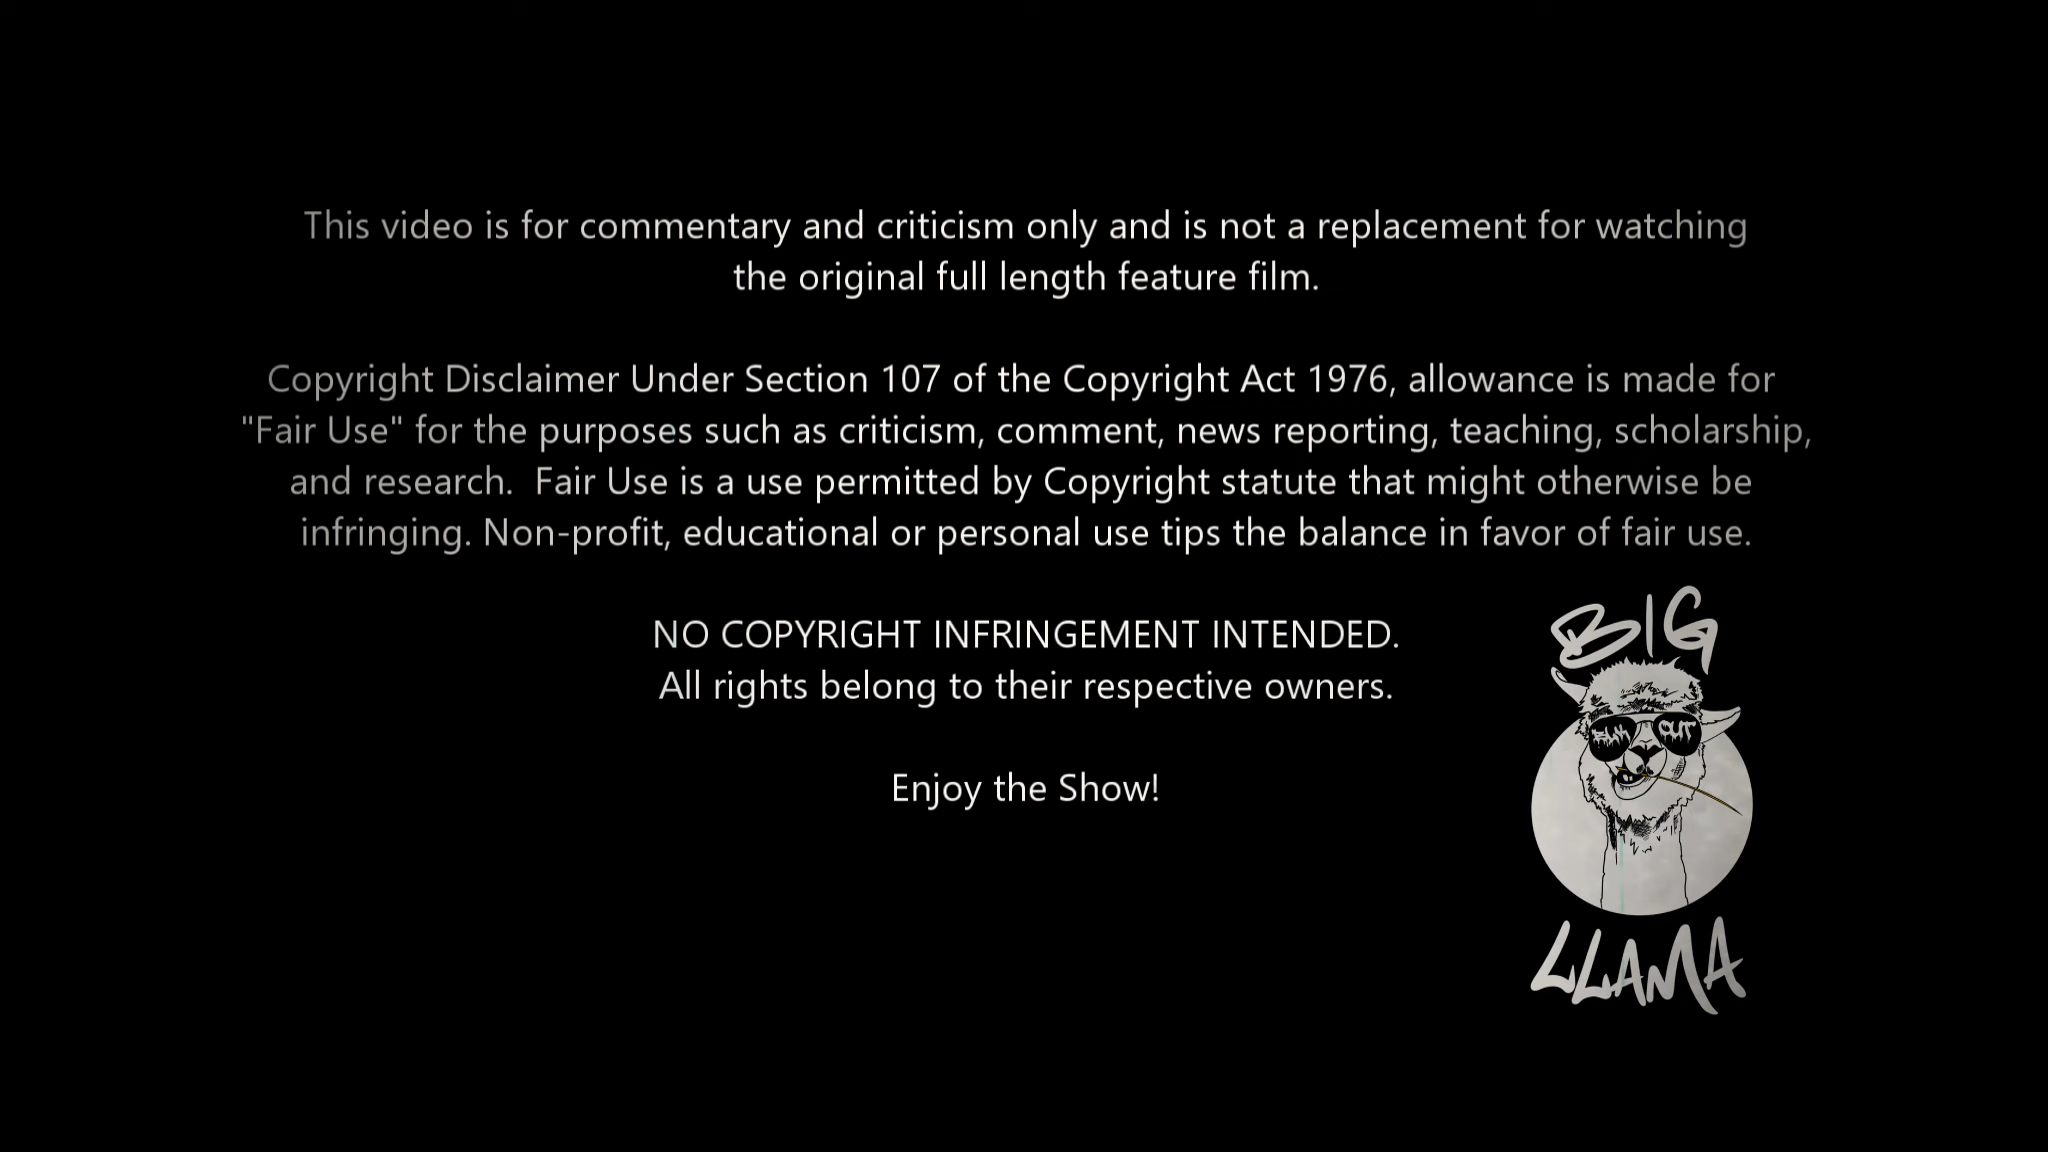 This video is for commentary and criticism only and is not a replacement for watching
the original full length feature film.
Copyright Disclaimer Under Section 107 of the Copyright Act 1976, allowance is made for
"Fair Use" for the purposes such as criticism, comment, news reporting, teaching, scholarship,
and research.  Fair Use is a use permitted by Copyright statute that might otherwise be
infringing. Non-profit, educational or personal use tips the balance in favor of fair use.
NO COPYRIGHT INFRINGEMENT INTENDED.
All rights belong to their respective owners.
Enjoy the Show!
BIG
OUT
LLAMA